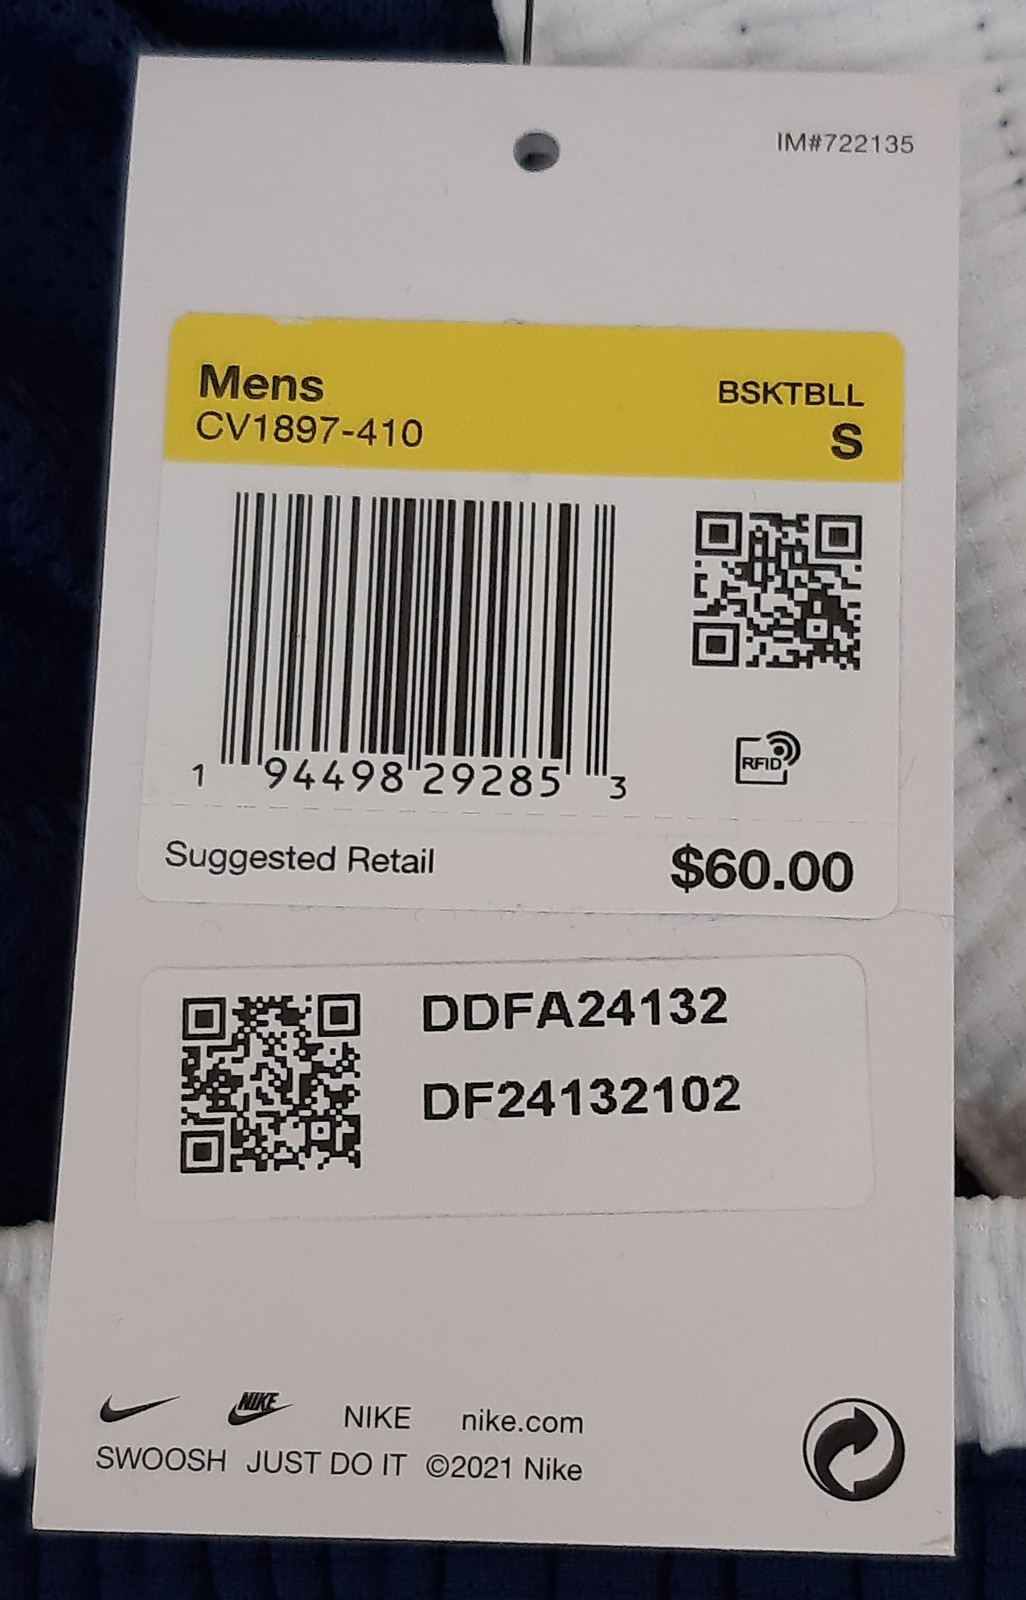 IM#722135
Mens
BSKTBLL
CV1897-410
S
1 94498 29285 3
RFID
Suggested Retail $60.00
DDFA24132
DF24132102
NIKE NIKE nike.com
SWOOSH JUST DO IT ©2021 Nike